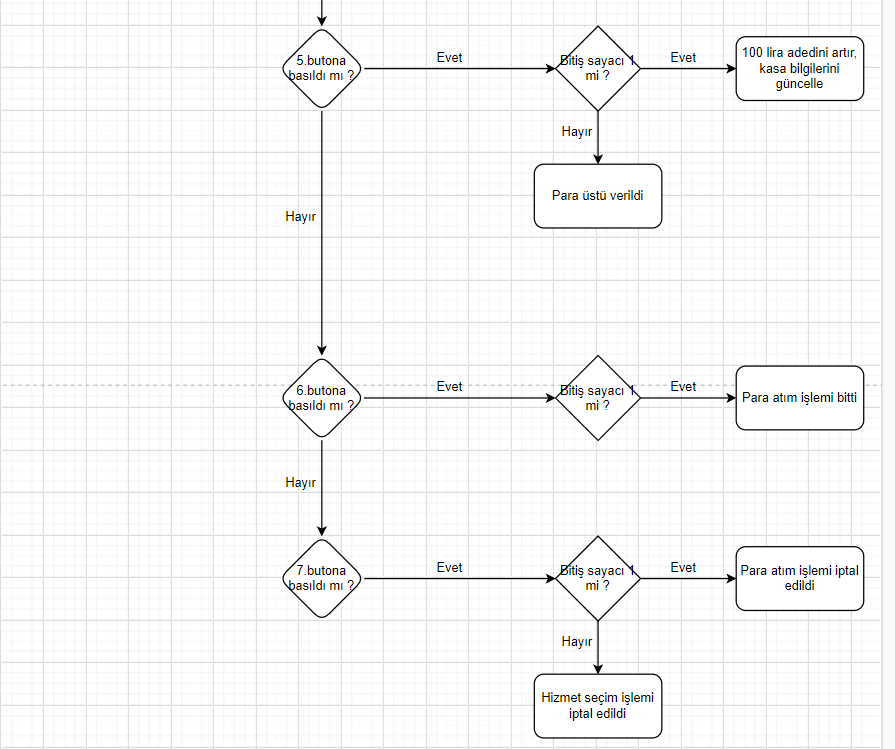 5.butona
basıldı mı ?
Evet
Bitiş sayacı 1
mi ?
Evet
100 lira adedini artır,
kasa bilgilerini
güncelle
Hayır
Para üstü verildi
Hayır
6.butona
basıldı mı ?
Evet
Bitiş sayacı 1
mi ?
Evet
Para atım işlemi bitti
Hayır
7.butona
basıldı mı ?
Evet
Bitiş sayacı 1
mi ?
Evet
Para atım işlemi iptal
edildi
Hayır
Hizmet seçim işlemi
iptal edildi